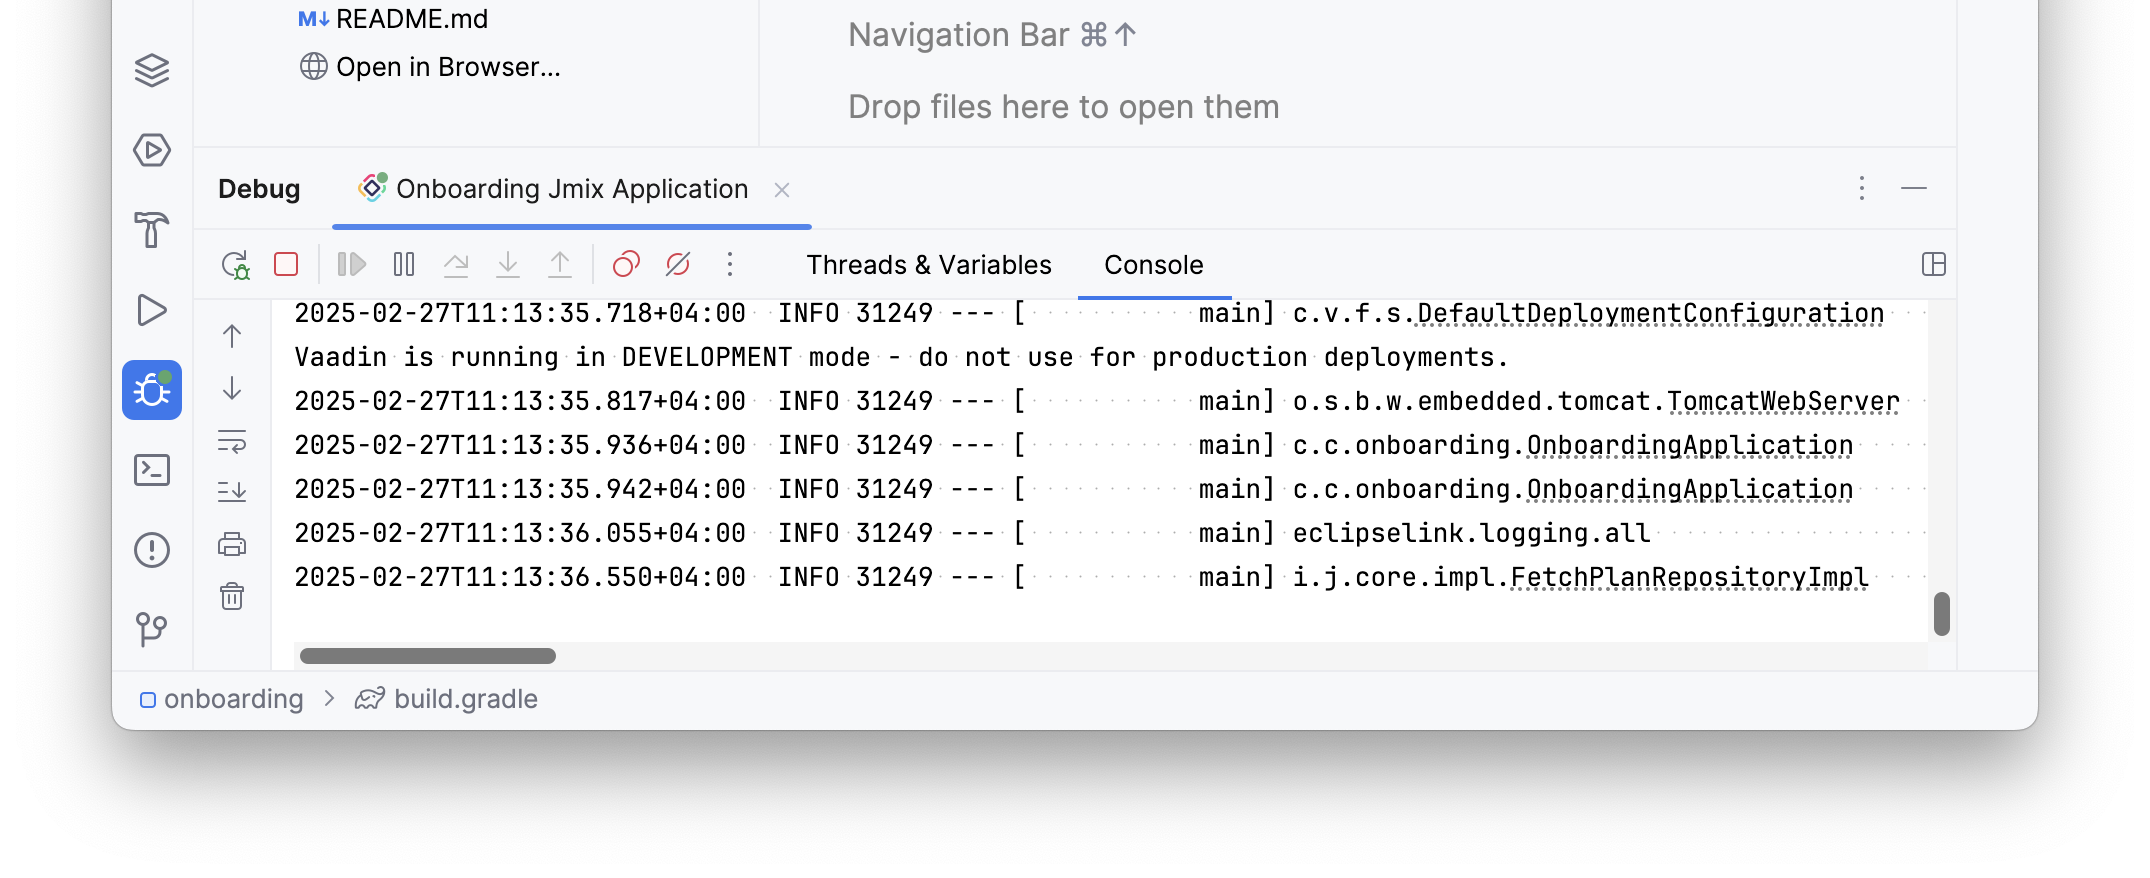 M↓ README.md
Open in Browser...
Navigation Bar ⌘↑
Drop files here to open them
Debug
Onboarding Jmix Application
Threads & Variables
Console
2025-02-27T11:13:35.718+04:00  INFO 31249 --- [           main] c.v.f.s.DefaultDeploymentConfiguration
Vaadin is running in DEVELOPMENT mode - do not use for production deployments.
2025-02-27T11:13:35.817+04:00  INFO 31249 --- [           main] o.s.b.w.embedded.tomcat.TomcatWebServer
2025-02-27T11:13:35.936+04:00  INFO 31249 --- [           main] c.c.onboarding.OnboardingApplication
2025-02-27T11:13:35.942+04:00  INFO 31249 --- [           main] c.c.onboarding.OnboardingApplication
2025-02-27T11:13:36.055+04:00  INFO 31249 --- [           main] eclipselink.logging.all
2025-02-27T11:13:36.550+04:00  INFO 31249 --- [           main] i.j.core.impl.FetchPlanRepositoryImpl
onboarding > build.gradle